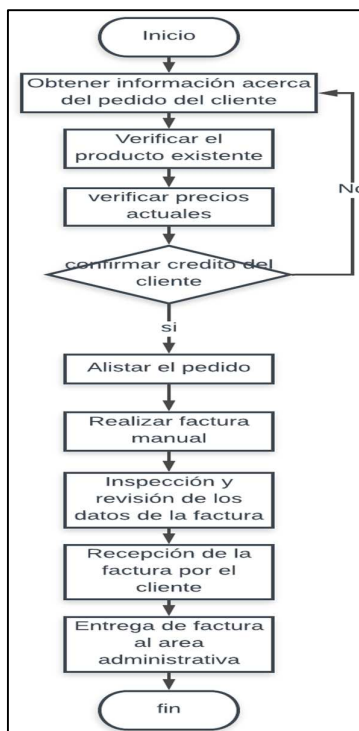 Inicio
Obtener información acerca
del pedido del cliente
Verificar el
producto existente
verificar precios
actuales
No
confirmar credito del
cliente
si
Alistar el pedido
Realizar factura
manual
Inspección y
revisión de los
datos de la factura
Recepción de la
factura por el
cliente
Entrega de factura
al area
administrativa
fin